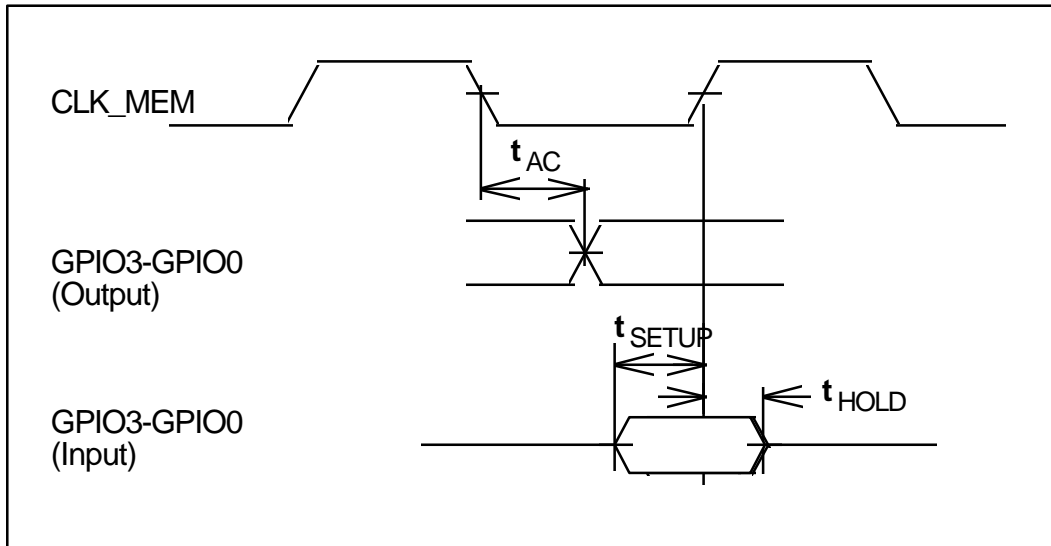 CLK_MEM
t AC
GPIO3-GPIO0
(Output)
t SETUP
GPIO3-GPIO0
(Input)
t HOLD